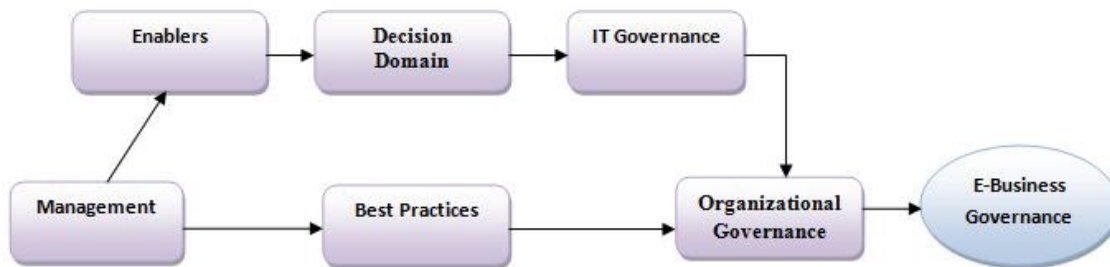 Enablers
Decision
Domain
IT Governance
Management
Best Practices
Organizational
Governance
E-Business
Governance